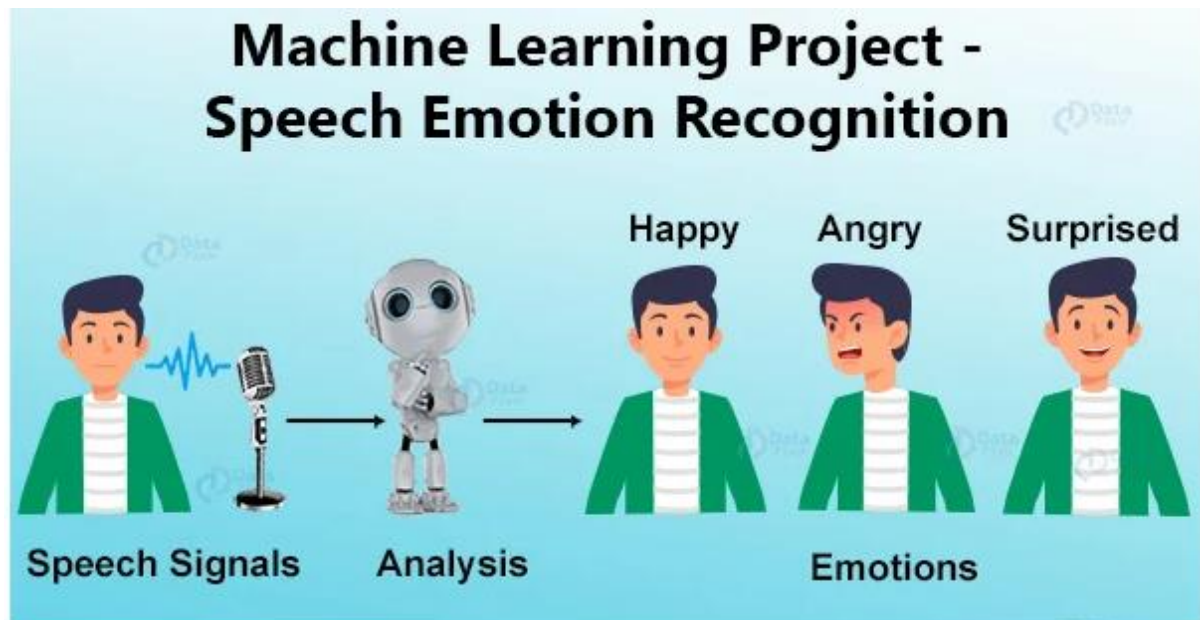 Machine Learning Project -
Speech Emotion Recognition
Happy Angry Surprised
Speech Signals Analysis Emotions